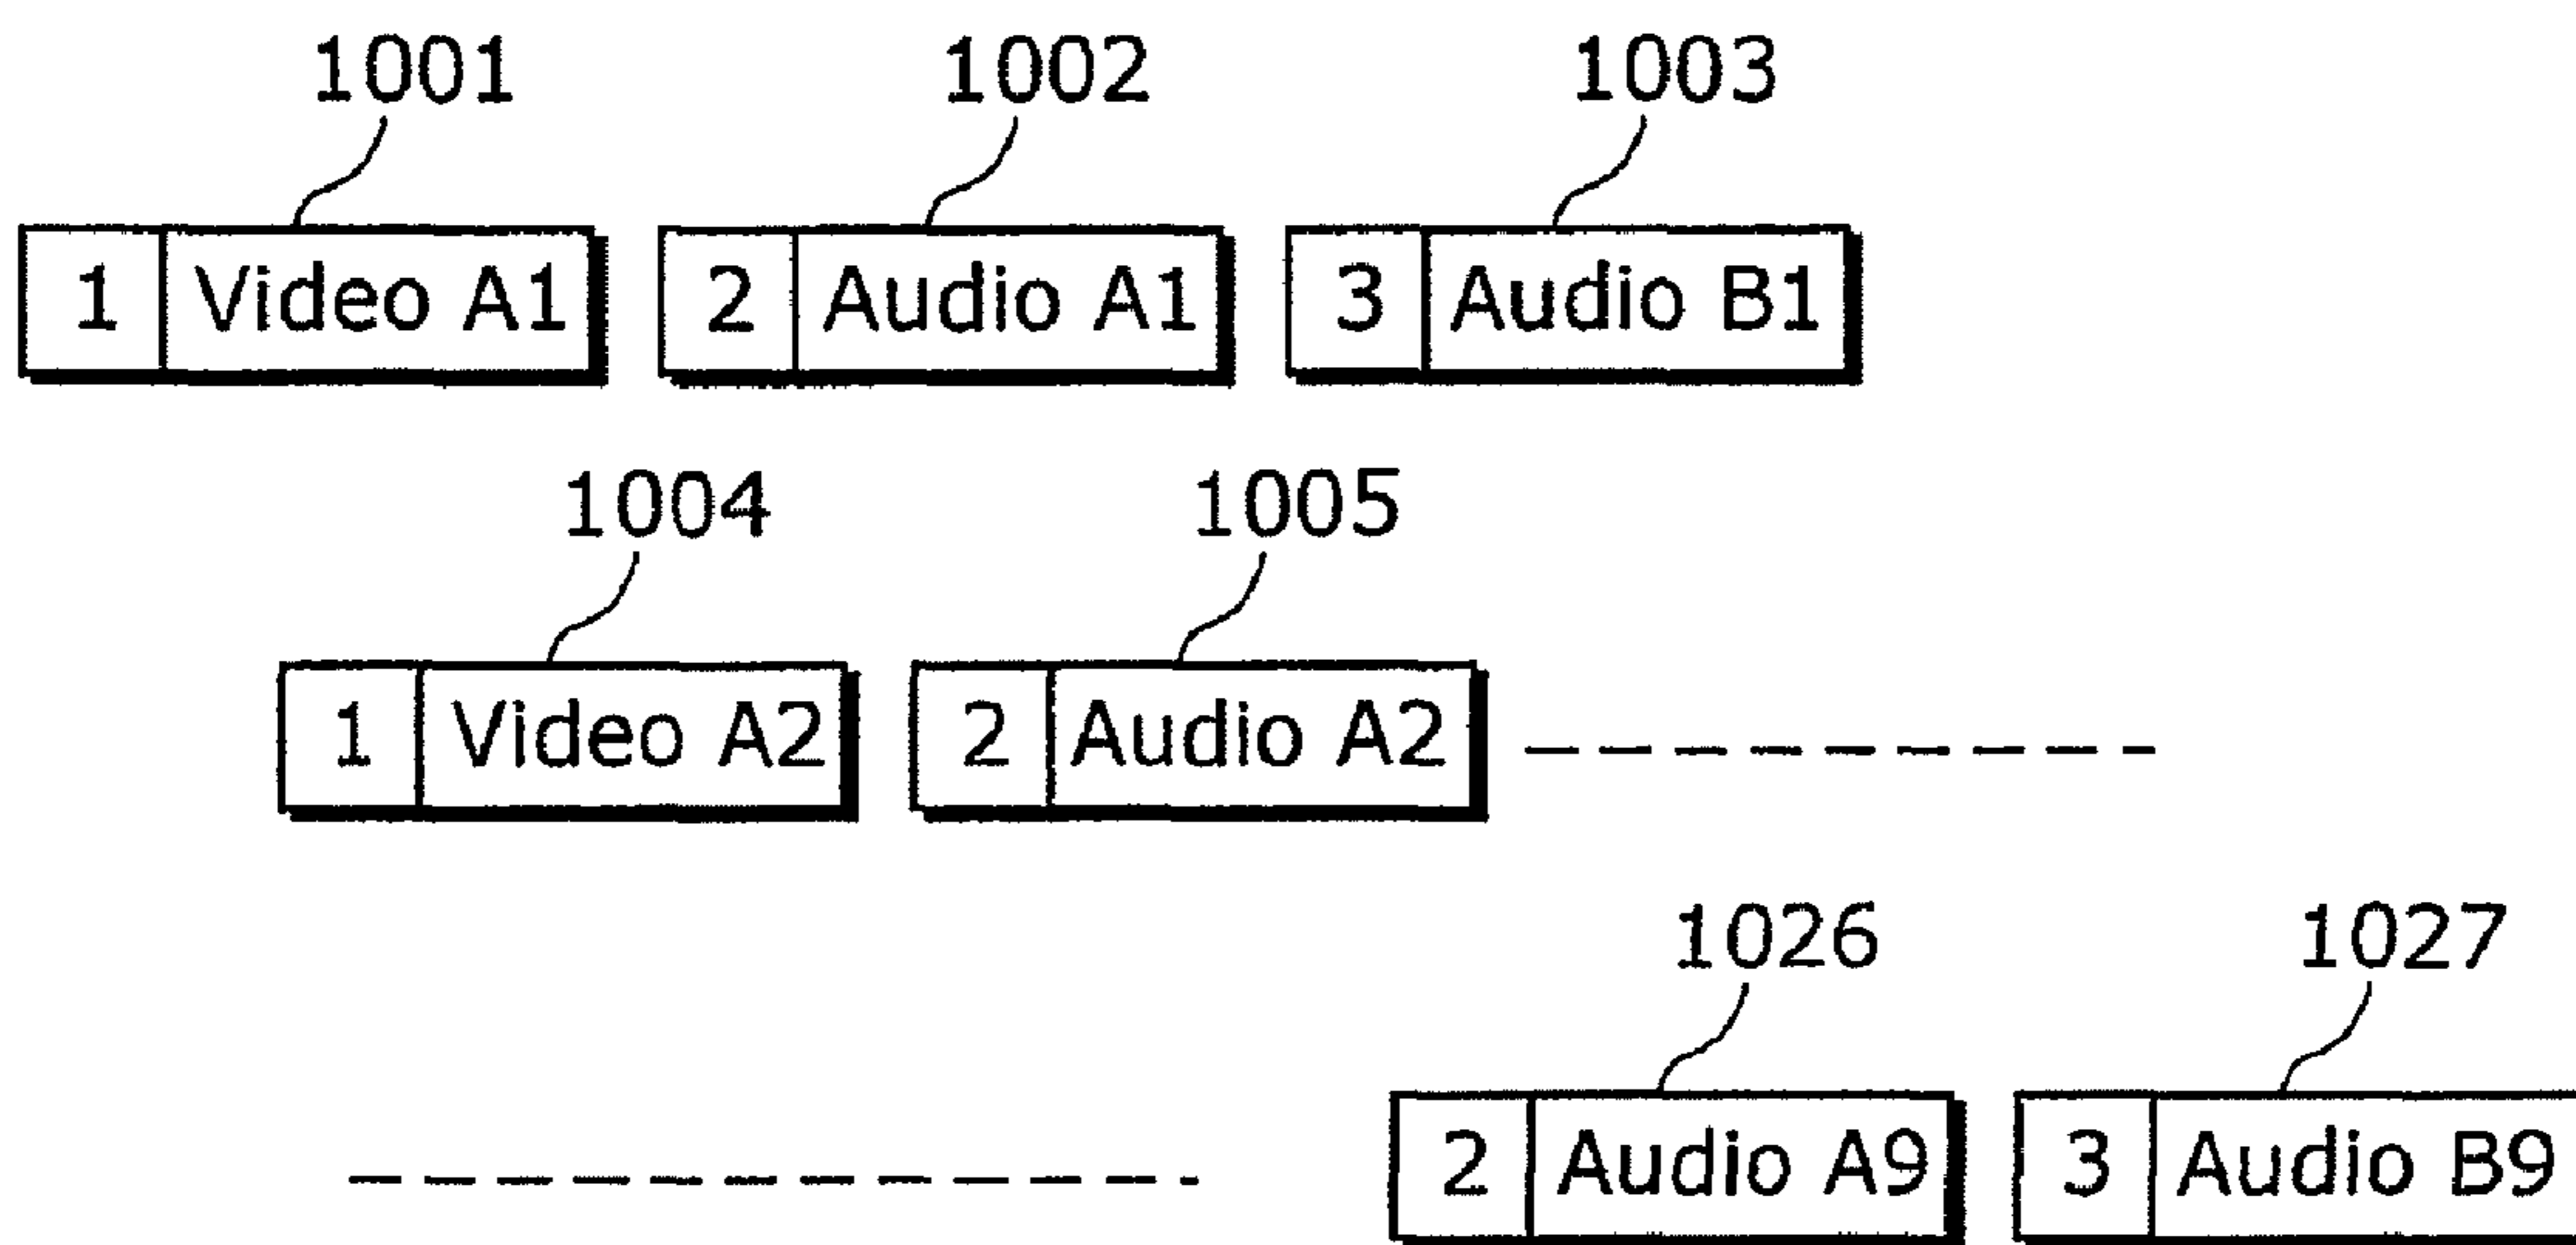 1001 1002 1003
1 Video A1 2 Audio A1 3 Audio B1
1004 1005
1 Video A2 2 Audio A2
1026 1027
2 Audio A9 3 Audio B9